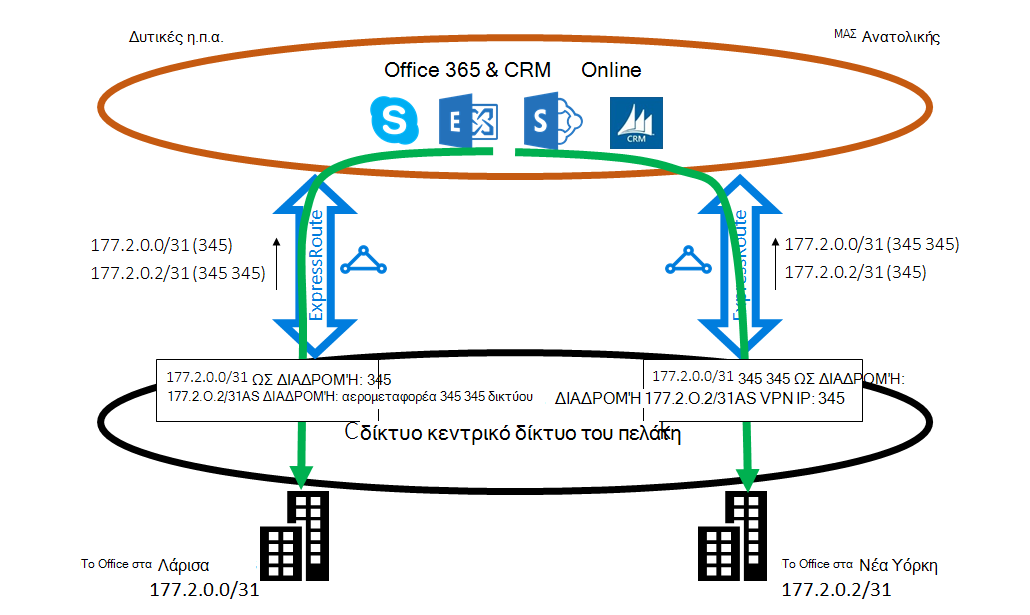 Δυτικές η.π.α.
ΜΑΣ Ανατολικής
Office 365 & CRM Online
S E S CRM
ExpressRoute
ExpressRoute
177.2.0.0/31 (345)
177.2.0.2/31 (345 345)
177.2.0.0/31 (345 345)
177.2.0.2/31 (345)
177.2.0.0/31 ΩΣ ΔΙΑΔΡΟΜΉ: 345
177.2.Ο.2/31AS ΔΙΑΔΡΟΜΉ: αερομεταφορέα 345 345 δικτύου
177.2.0.0/31 345 345 ΩΣ ΔΙΑΔΡΟΜΉ:
ΔΙΑΔΡΟΜΉ 177.2.Ο.2/31AS VPN IP: 345
C δίκτυο κεντρικό δίκτυο του πελάτη
Το Office στα Λάρισα
177.2.0.0/31
Το Office στα Νέα Υόρκη
177.2.0.2/31